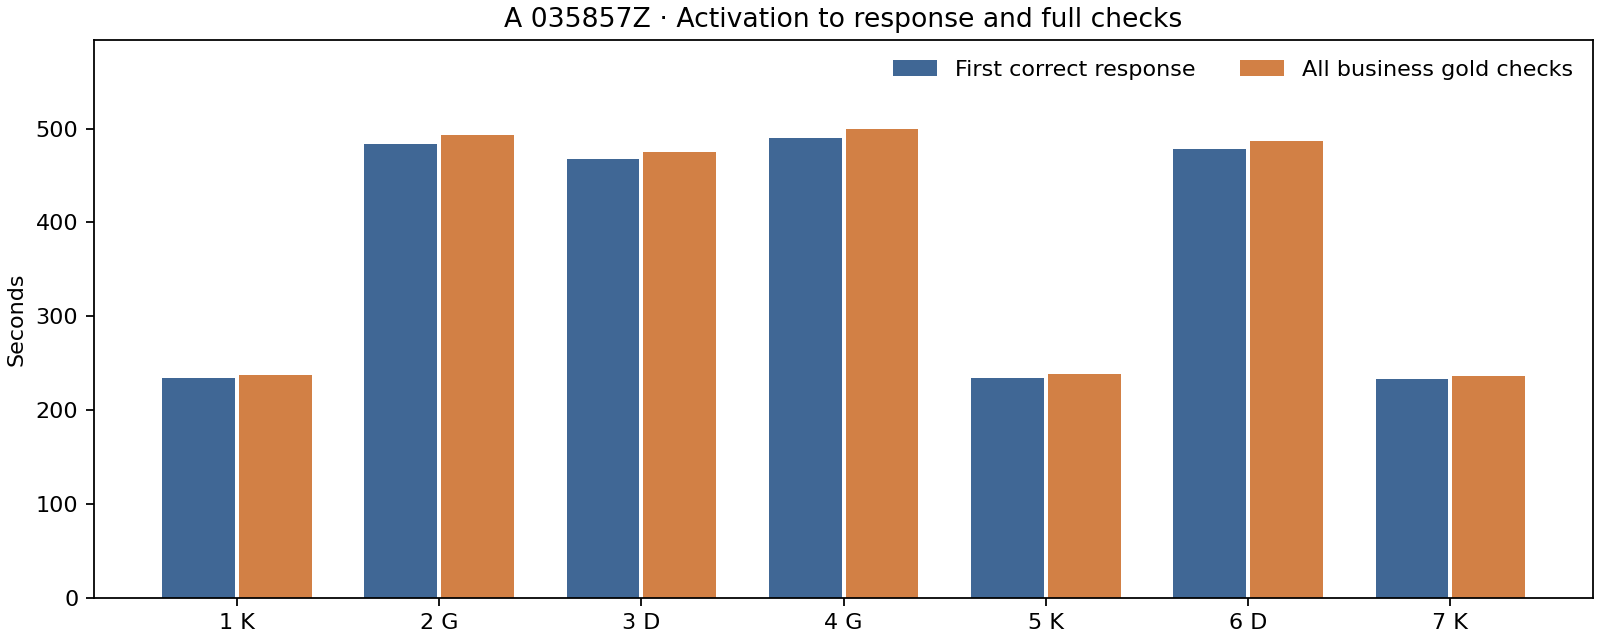 A 035857Z · Activation to response and full checks
First correct response
All business gold checks
Seconds
500
400
300
200
100
0
1 K
2 G
3 D
4 G
5 K
6 D
7 K